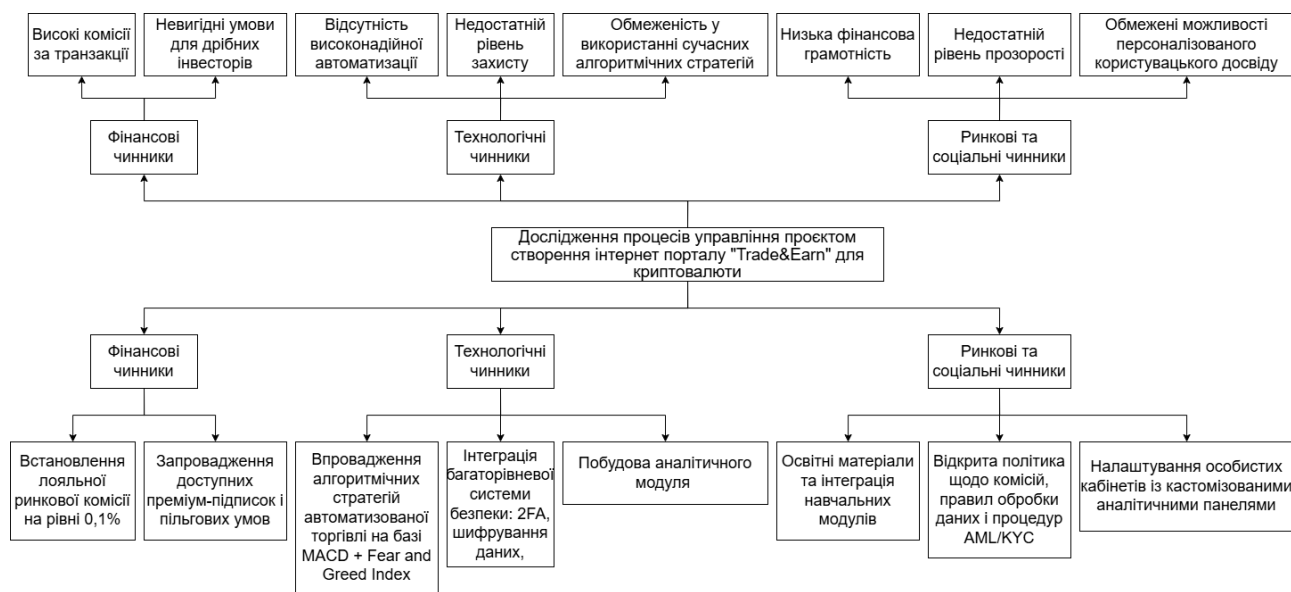 Високі комісії
за транзакції
Невигідні умови
для дрібних
інвесторів
Відсутність
високонадійної
автоматизації
Недостатній
рівень
захисту
Обмеженість у
використанні сучасних
алгоритмічних стратегій
Низька фінансова
грамотність
Недостатній
рівень прозорості
Обмежені можливості
персоналізованого
користувацького досвіду
Фінансові
чинники
Технологічні
чинники
Ринкові та
соціальні чинники
Дослідження процесів управління проєктом
створення інтернет порталу "Trade&Earn" для
криптовалюти
Фінансові
чинники
Технологічні
чинники
Ринкові та
соціальні чинники
Встановлення
лояльної
ринкової комісії
на рівні 0,1%
Запровадження
доступних
преміум-підписок і
пільгових умов
Впровадження
алгоритмічних
стратегій
автоматизованої
торгівлі на базі
MACD + Fear and
Greed Index
Інтеграція
багаторівневої
системи
безпеки: 2FA,
шифрування
даних,
Побудова аналітичного
модуля
Освітні матеріали
та інтеграція
навчальних
модулів
Відкрита політика
щодо комісій,
правил обробки
даних і процедур
AML/KYC
Налаштування особистих
кабінетів із кастомізованими
аналітичними панелями